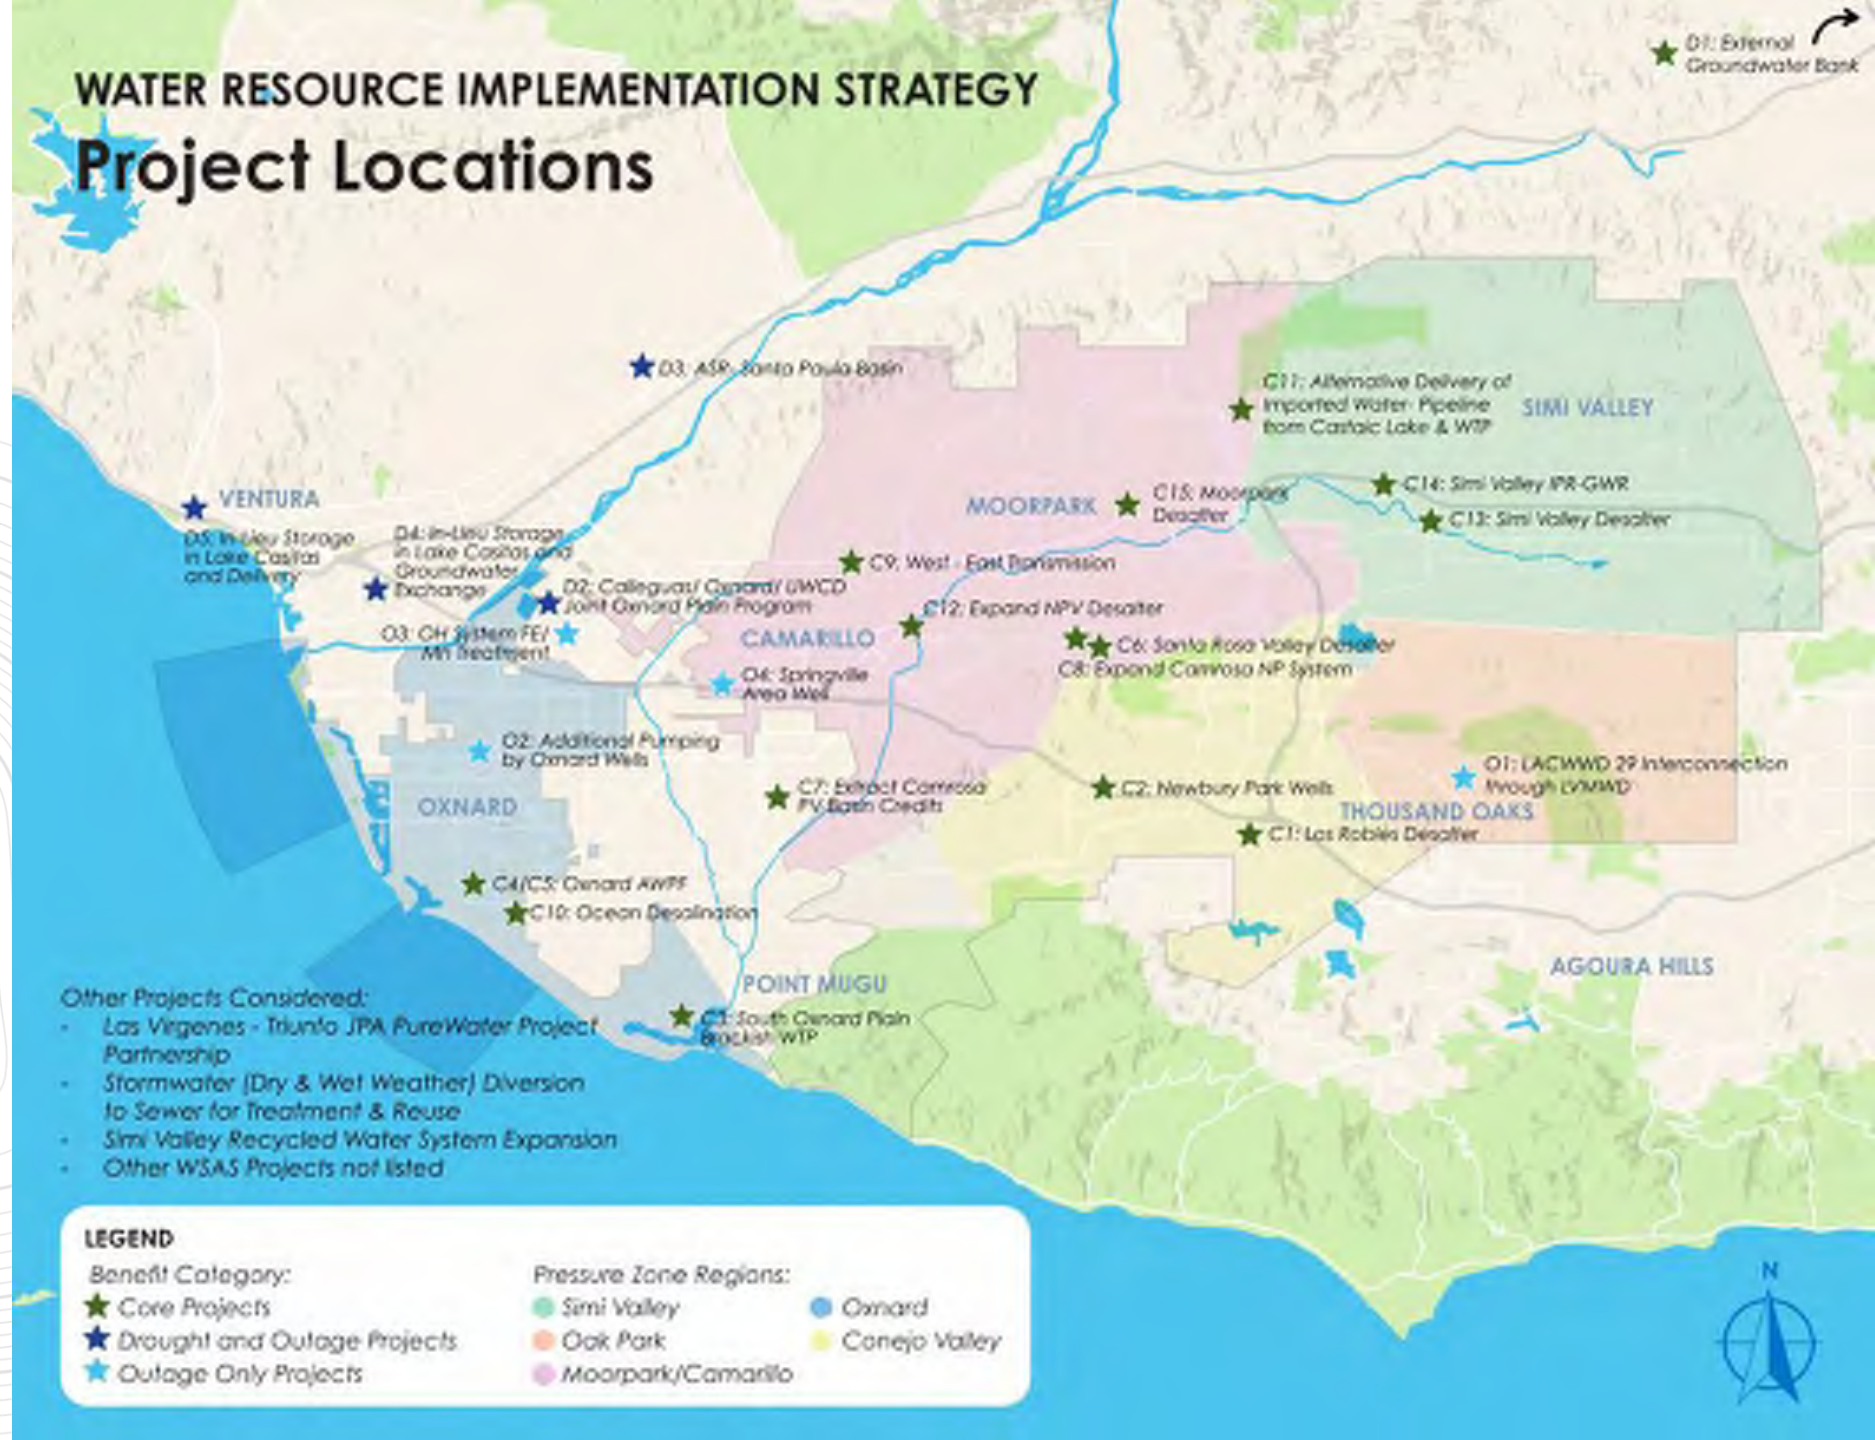 WATER RESOURCE IMPLEMENTATION STRATEGY
Project Locations
D1: External
Groundwater Bank
D3: ASR- Santa Paula Basin
C11: Alternative Delivery of
Imported Water- Pipeline
from Castaic Lake & WTP
SIMI VALLEY
VENTURA
D5: In-Lieu Storage
in Lake Casitas
and Delivery
D4: In-Lieu Storage
in Lake Casitas and
Groundwater
Exchange
MOORPARK
C15: Moorpark
Desalter
C14: Simi Valley IPR-GWR
C13: Simi Valley Desalter
C9: West - East Transmission
D2: Calleguas/ Oxnard/ UWCD
Joint Oxnard Plain Program
C12: Expand NPV Desalter
O3: OH System FE/
Mn Treatment
CAMARILLO
C6: Santa Rosa Valley Desalter
C8: Expand Camrosa NP System
O4: Springville
Area Well
O2: Additional Pumping
by Oxnard Wells
OXNARD
C7: Extract Camrosa
PV Basin Credits
C2: Newbury Park Wells
O1: LACWWD 29 Interconnection
through LVMWD
THOUSAND OAKS
C1: Los Robles Desalter
C4/C5: Oxnard AWPF
C10: Ocean Desalination
AGOURA HILLS
POINT MUGU
C3: South Oxnard Plain
Brackish WTP
Other Projects Considered:
- Las Virgenes - Triunfo JPA PureWater Project
Partnership
- Stormwater (Dry & Wet Weather) Diversion
to Sewer for Treatment & Reuse
- Simi Valley Recycled Water System Expansion
- Other WSAS Projects not listed
LEGEND
Benefit Category:
Core Projects
Drought and Outage Projects
Outage Only Projects
Pressure Zone Regions:
Simi Valley
Oak Park
Moorpark/Camarillo
Oxnard
Conejo Valley
N